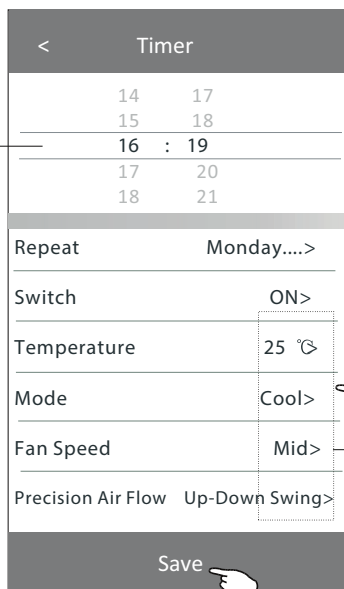 < Timer
14 17
15 18
16 : 19
17 20
18 21
Repeat Monday....>
Switch ON>
Temperature 25 ℃>
Mode Cool>
Fan Speed Mid>
Precision Air Flow Up-Down Swing>
Save